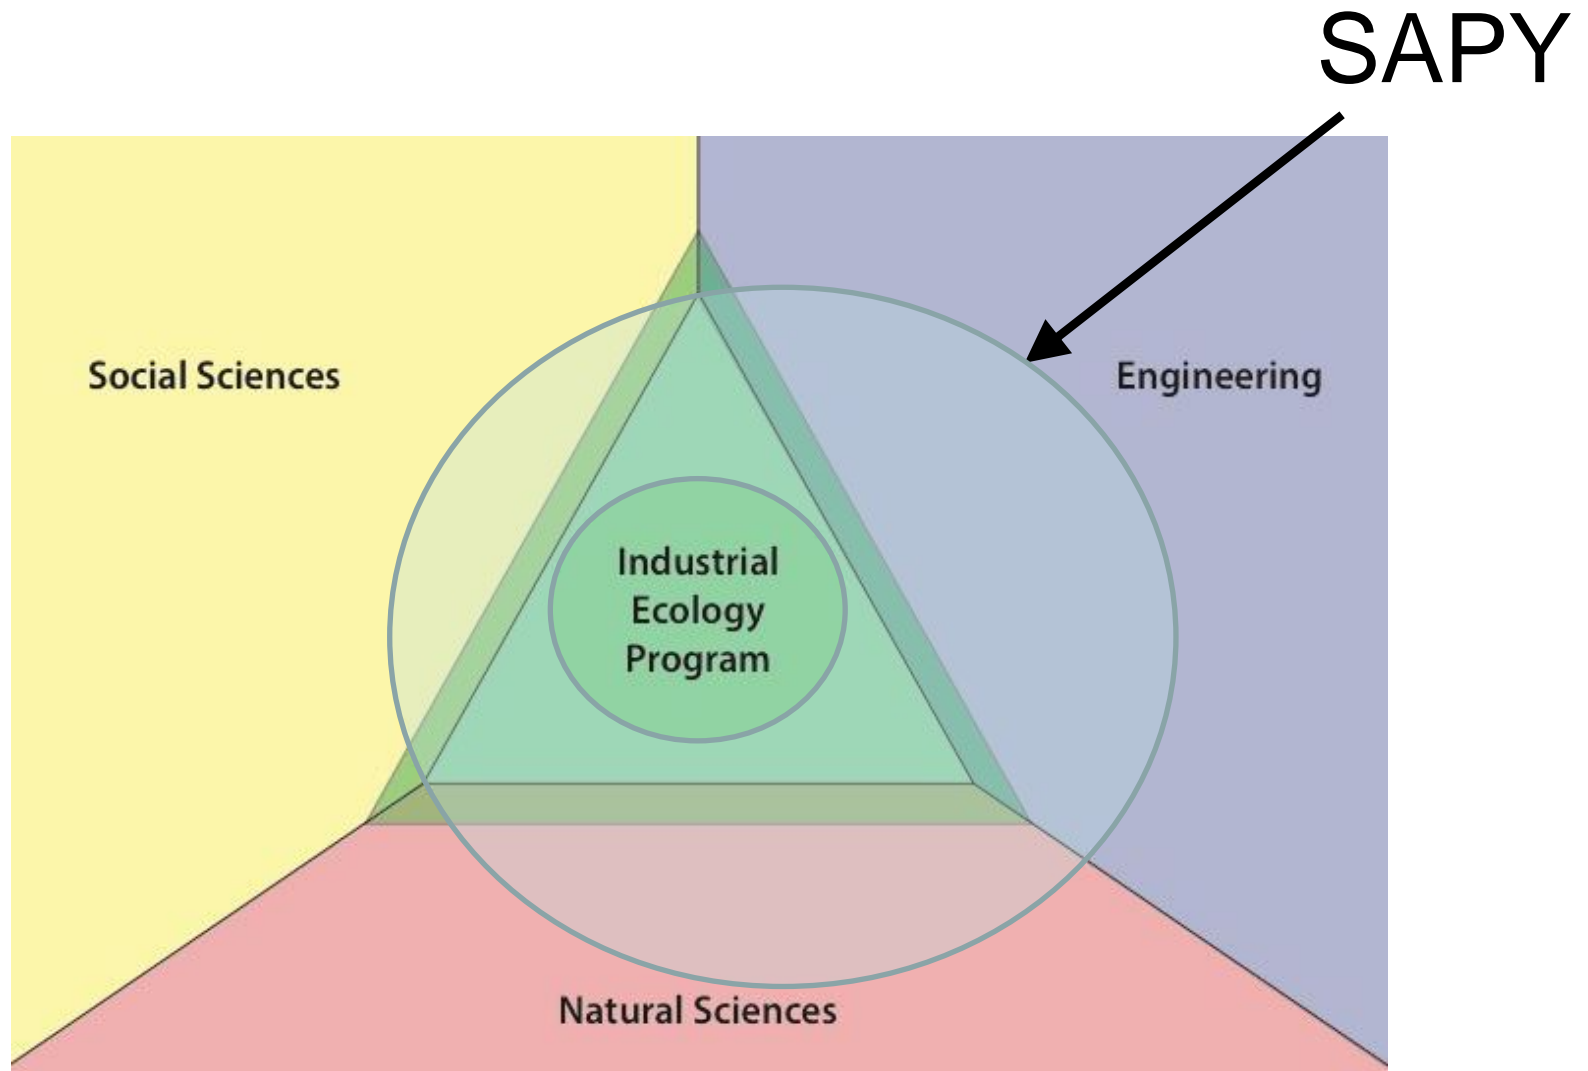 SAPY
Social Sciences
Engineering
Industrial
Ecology
Program
Natural Sciences